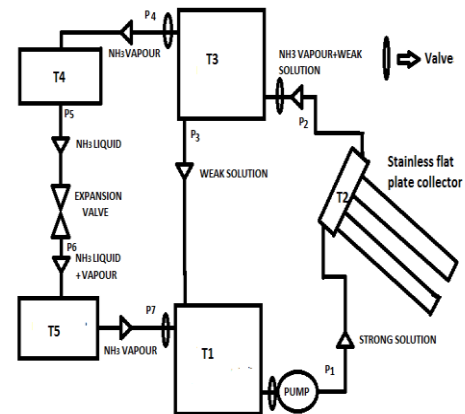 P4
NH3 VAPOUR
T3
T4
NH3 VAPOUR+WEAK
SOLUTION
Valve
P2
P5
P3
NH3 LIQUID
WEAK SOLUTION
Stainless flat
plate collector
T2
EXPANSION
VALVE
P6
NH3 LIQUID
+ VAPOUR
P7
T5
T1
NH3 VAPOUR
STRONG SOLUTION
P1
PUMP